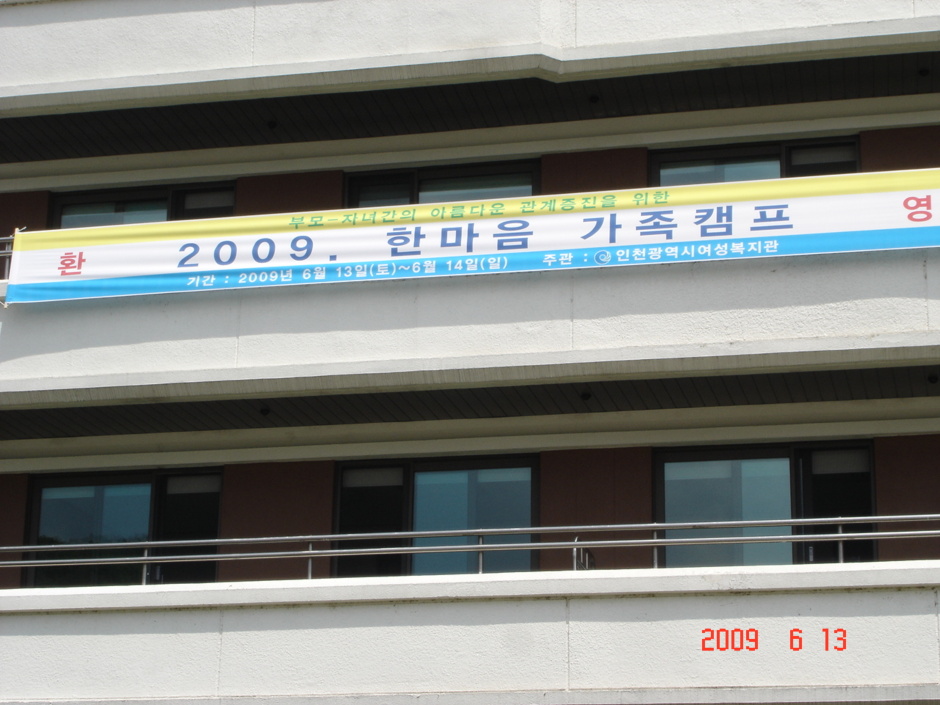 부모-자녀간의 아름다운 관계증진을 위한
환 2009. 한마음 가족캠프 영
기간 : 2009년 6월 13일(토)~6월 14일(일) 주관 : 인천광역시여성복지관
2009 6 13